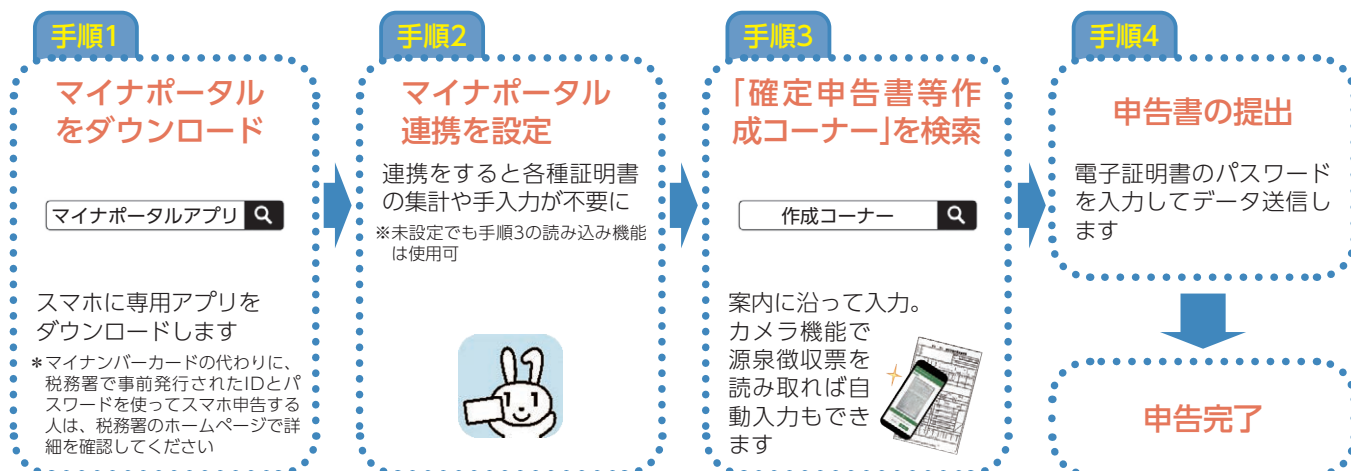 手順1
マイナポータル
をダウンロード
マイナポータルアプリ
スマホに専用アプリを
ダウンロードします
＊マイナンバーカードの代わりに、
税務署で事前発行されたIDとパ
スワードを使ってスマホ申告する
人は、税務署のホームページで詳
細を確認してください
手順2
マイナポータル
連携を設定
連携をすると各種証明書
の集計や手入力が不要に
※未設定でも手順3の読み込み機能
は使用可
手順3
「確定申告書等作
成コーナー」を検索
作成コーナー
案内に沿って入力。
カメラ機能で
源泉徴収票を
読み取れば自
動入力もでき
ます
手順4
申告書の提出
電子証明書のパスワード
を入力してデータ送信し
ます
申告完了